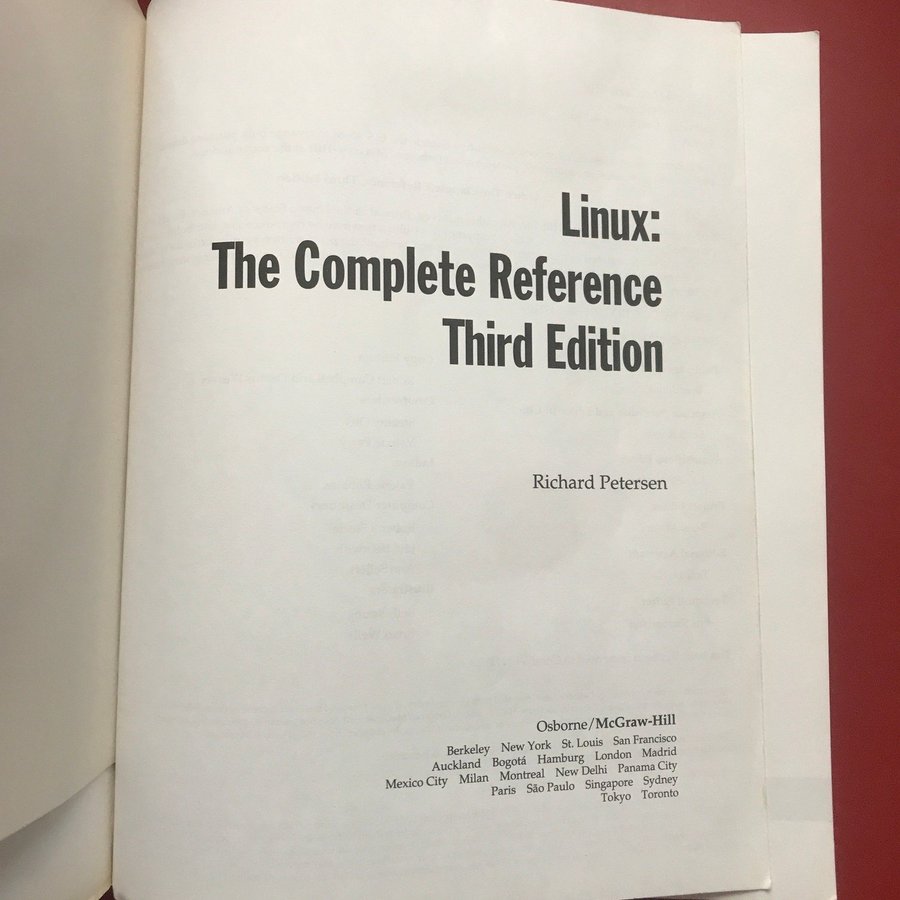 Linux:
The Complete Reference
Third Edition
Richard Petersen
Osborne/McGraw-Hill
Berkeley New York St. Louis San Francisco
Auckland Bogotá Hamburg London Madrid
Mexico City Milan Montreal New Delhi Panama City
Paris São Paulo Singapore Sydney
Tokyo Toronto